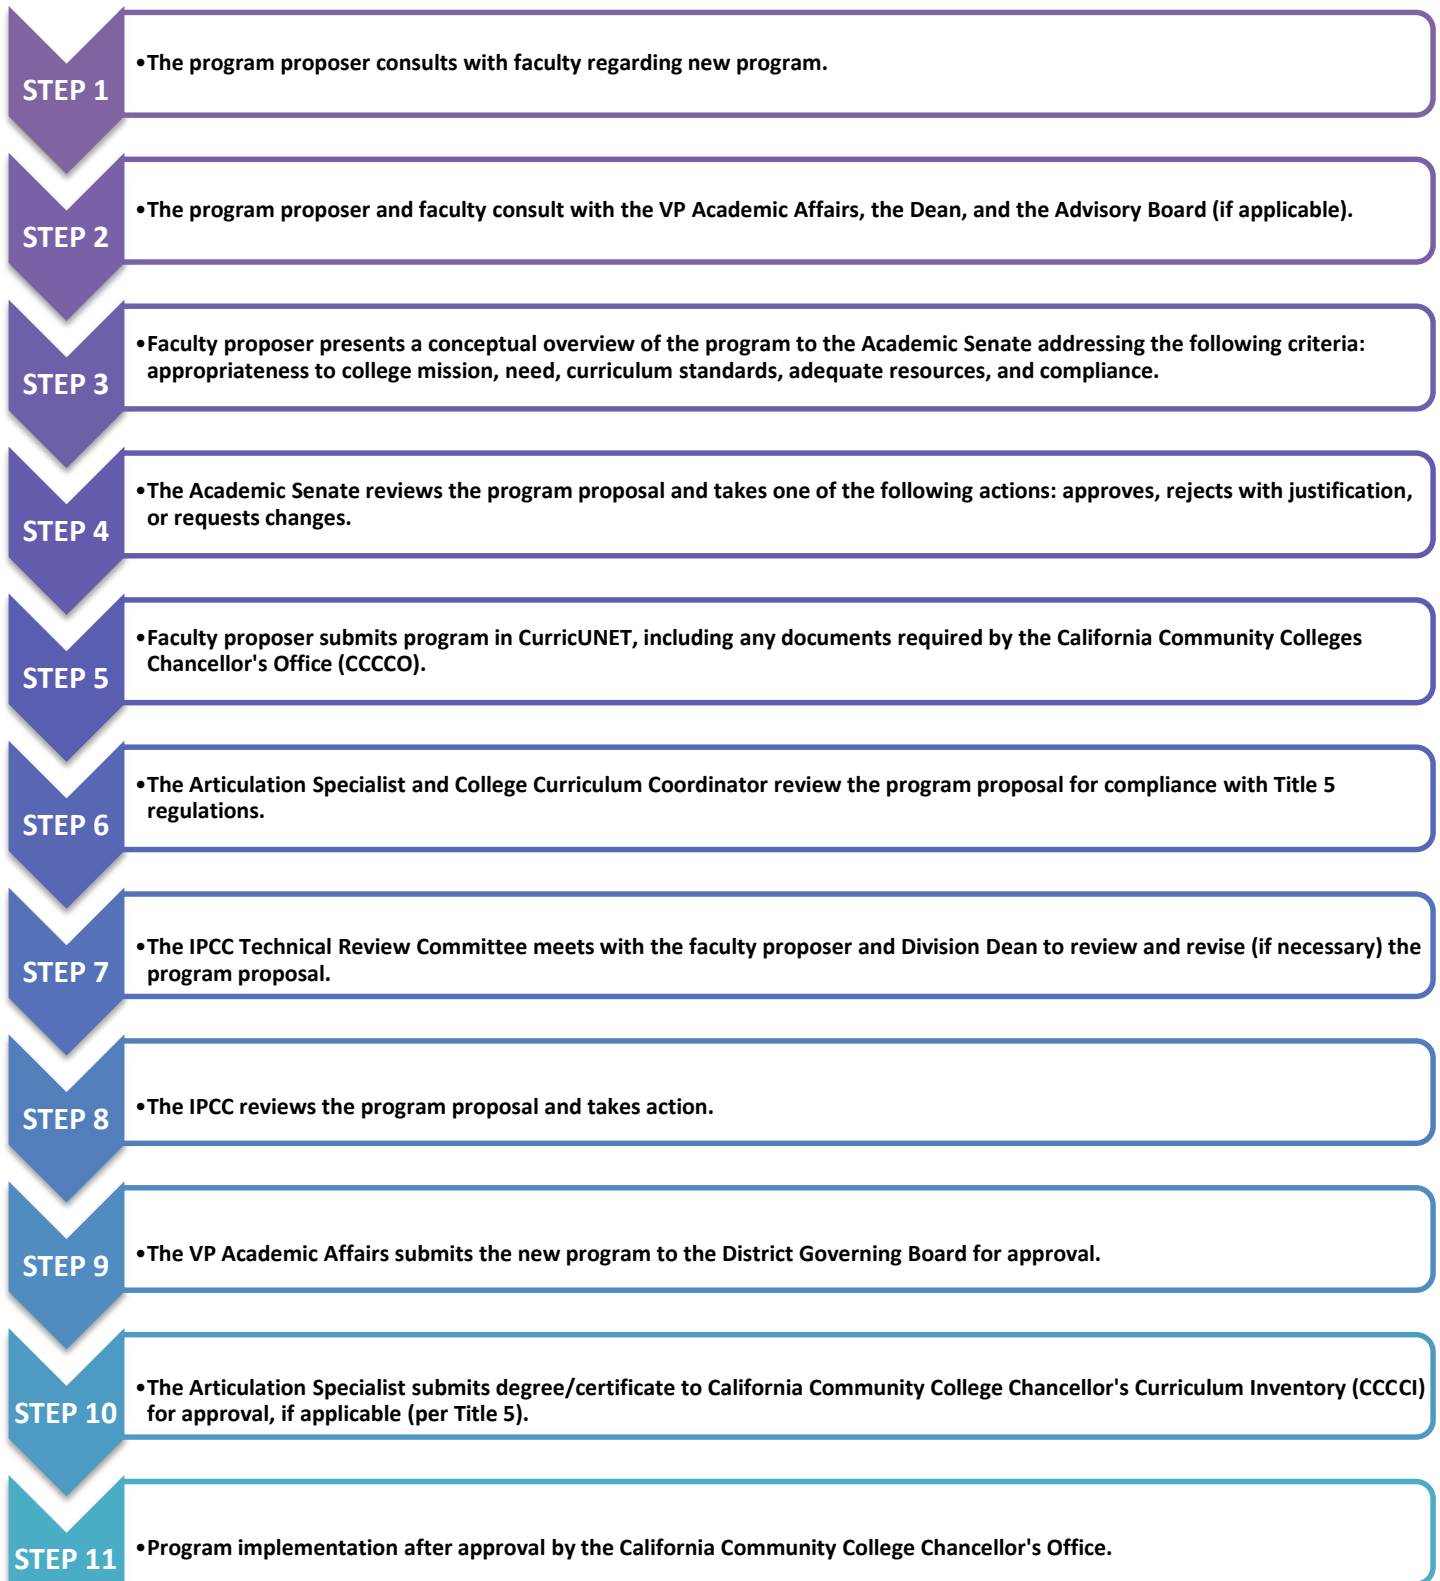 STEP 1
•The program proposer consults with faculty regarding new program.
STEP 2
•The program proposer and faculty consult with the VP Academic Affairs, the Dean, and the Advisory Board (if applicable).
STEP 3
•Faculty proposer presents a conceptual overview of the program to the Academic Senate addressing the following criteria:
appropriateness to college mission, need, curriculum standards, adequate resources, and compliance.
STEP 4
•The Academic Senate reviews the program proposal and takes one of the following actions: approves, rejects with justification,
or requests changes.
STEP 5
•Faculty proposer submits program in CurricUNET, including any documents required by the California Community Colleges
Chancellor's Office (CCCCO).
STEP 6
•The Articulation Specialist and College Curriculum Coordinator review the program proposal for compliance with Title 5
regulations.
STEP 7
•The IPCC Technical Review Committee meets with the faculty proposer and Division Dean to review and revise (if necessary) the
program proposal.
STEP 8
•The IPCC reviews the program proposal and takes action.
STEP 9
•The VP Academic Affairs submits the new program to the District Governing Board for approval.
STEP 10
•The Articulation Specialist submits degree/certificate to California Community College Chancellor's Curriculum Inventory (CCCCI)
for approval, if applicable (per Title 5).
STEP 11
•Program implementation after approval by the California Community College Chancellor's Office.